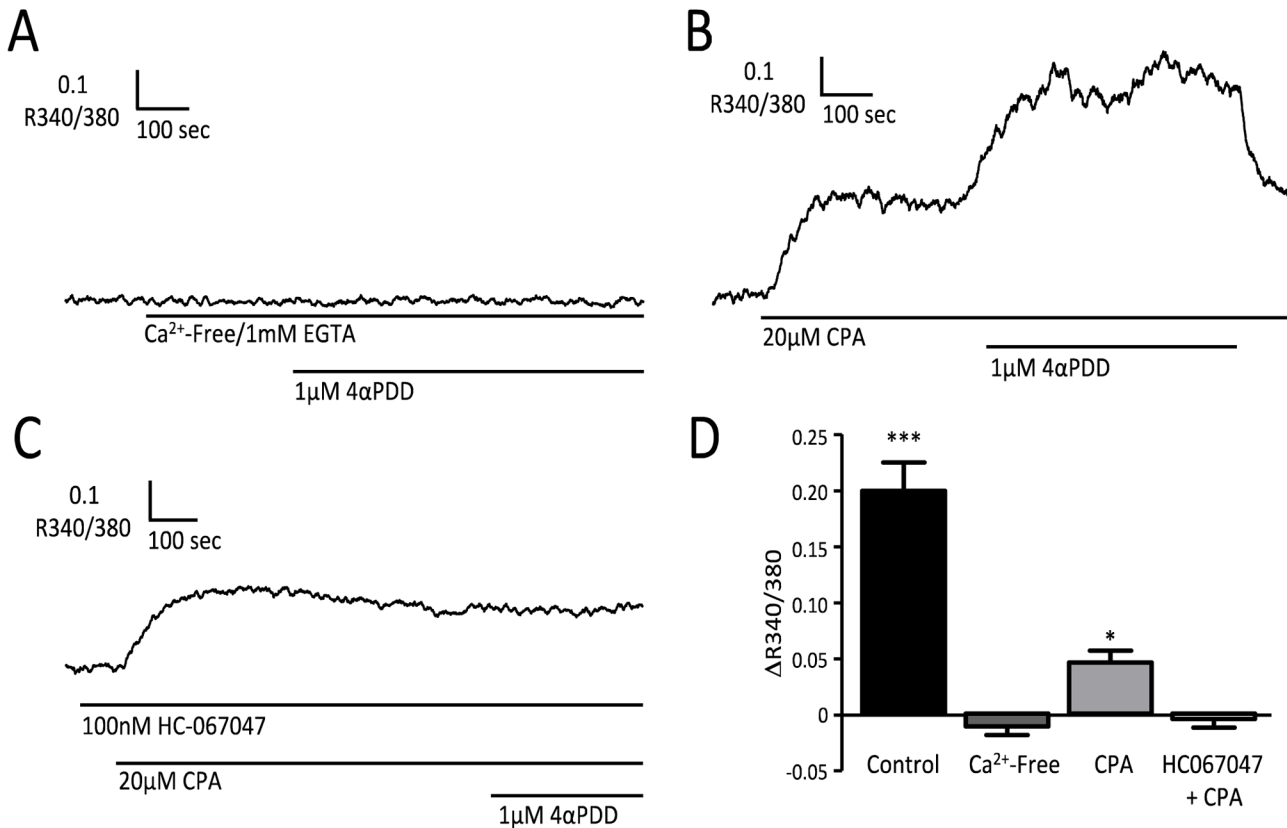 A
0.1
R340/380
100 sec
Ca²⁺-Free/1mM EGTA
1µM 4αPDD
B
0.1
R340/380
100 sec
20µM CPA
1µM 4αPDD
C
0.1
R340/380
100 sec
100nM HC-067047
20µM CPA
1µM 4αPDD
D
ΔR340/380
0.25
0.20
0.15
0.10
0.05
0
-0.05
***
*
Control
Ca²⁺-Free
CPA
HC067047
+ CPA